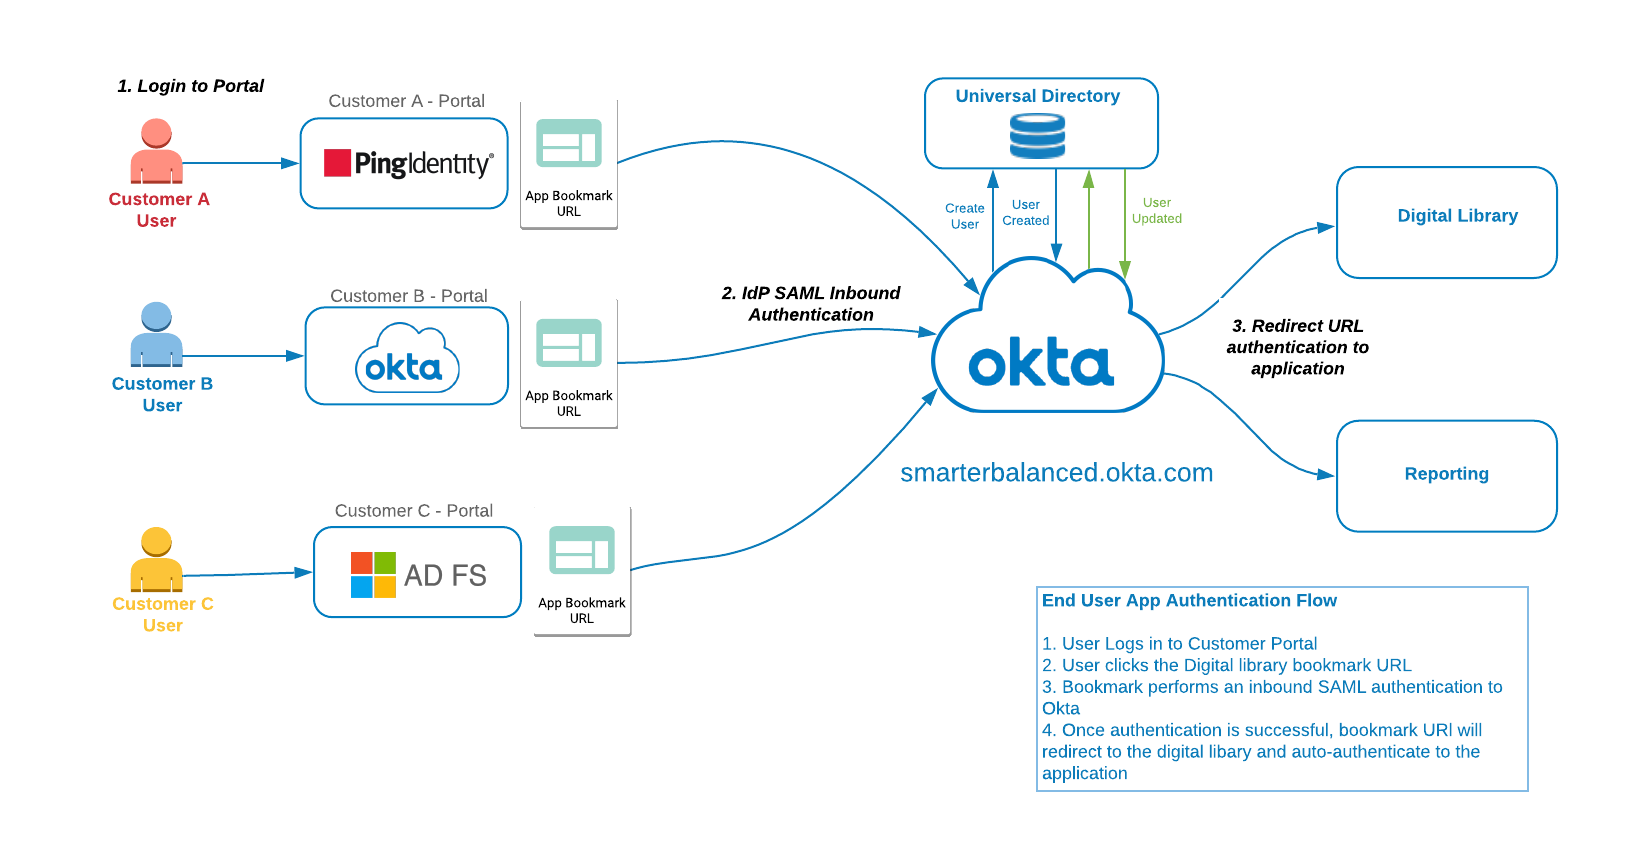 1. Login to Portal
Customer A - Portal
PingIdentity®
Customer A
User
App Bookmark
URL
Customer B - Portal
okta
Customer B
User
App Bookmark
URL
Customer C - Portal
AD FS
Customer C
User
App Bookmark
URL
2. IdP SAML Inbound
Authentication
Universal Directory
Create
User
User
Created
User
Updated
okta
smarterbalanced.okta.com
3. Redirect URL
authentication to
application
Digital Library
Reporting
End User App Authentication Flow
1. User Logs in to Customer Portal
2. User clicks the Digital library bookmark URL
3. Bookmark performs an inbound SAML authentication to
Okta
4. Once authentication is successful, bookmark URl will
redirect to the digital libary and auto-authenticate to the
application